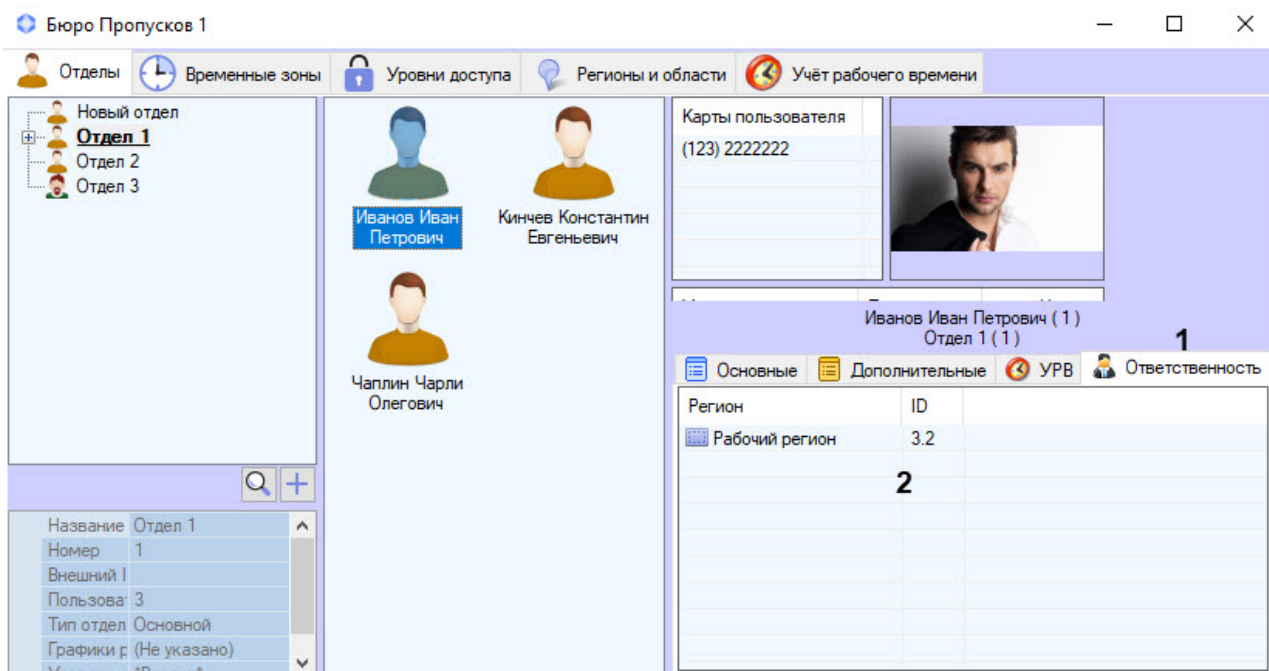 Бюро Пропусков 1
Отделы
Временные зоны
Уровни доступа
Регионы и области
Учёт рабочего времени
Новый отдел
Отдел 1
Отдел 2
Отдел 3
Иванов Иван
Петрович
Кинчев Константин
Евгеньевич
Чаплин Чарли
Олегович
Карты пользователя
(123) 2222222
Иванов Иван Петрович ( 1 )
Отдел 1 ( 1 )
1
Основные
Дополнительные
УРВ
Ответственность
Регион ID
Рабочий регион 3.2
2
Название Отдел 1
Номер 1
Внешний I
Пользоват 3
Тип отдел Основной
Графики р (Не указано)